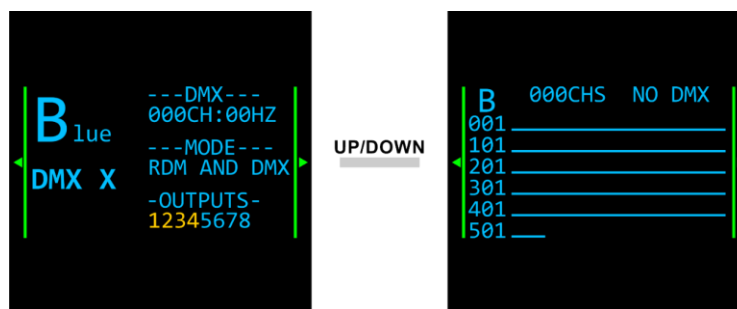 Blue
DMX X
---DMX---
000CH:00HZ
---MODE---
RDM AND DMX
-OUTPUTS-
12345678
UP/DOWN
B 000CHS NO DMX
001
101
201
301
401
501